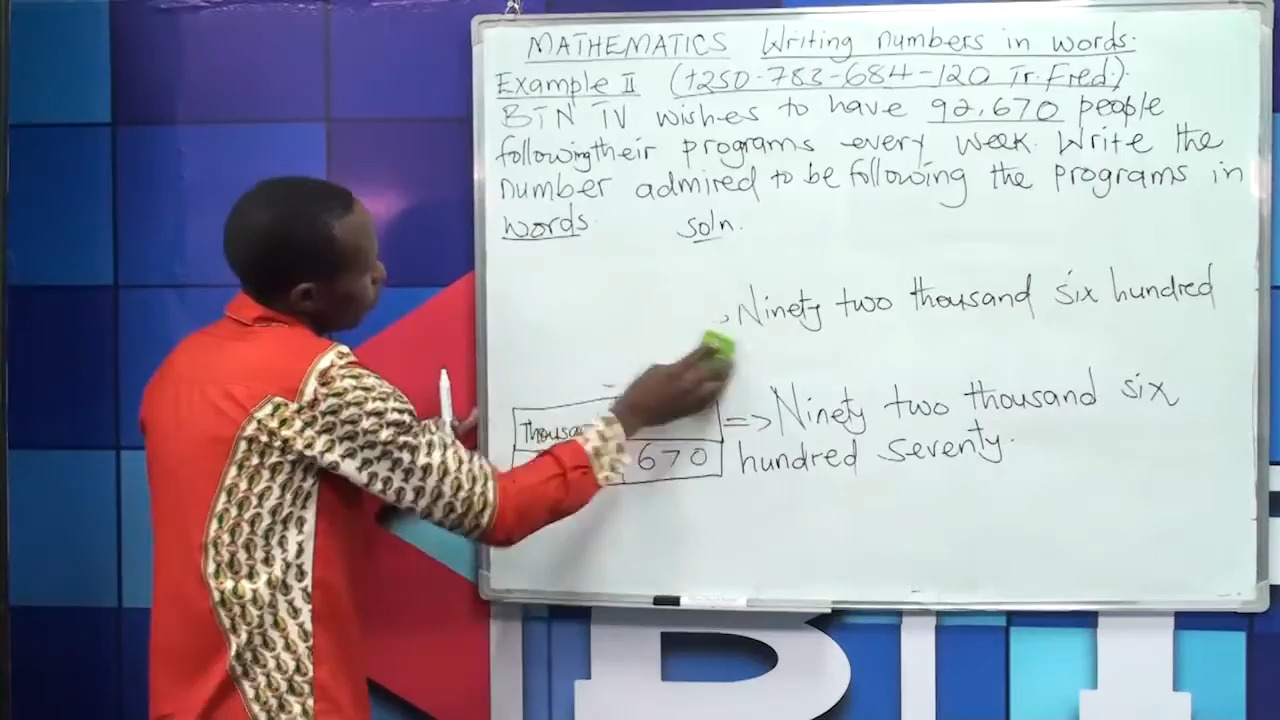 MATHEMATICS Writing numbers in words.
Example II (+250-783-684-120 Tr. Fred).
BTN TV wishes to have 92,670 people
following their programs every week. Write the
number admired to be following the programs in
words. soln.
Ninety two thousand six hundred
=> Ninety two thousand six
hundred seventy.
670
BT